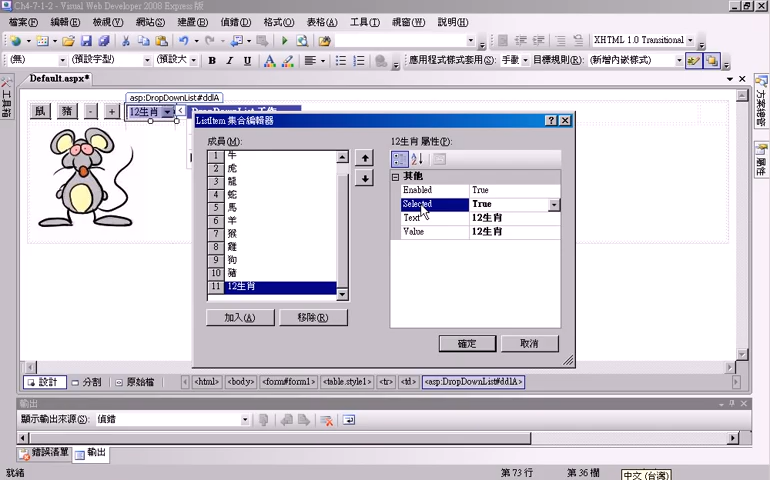 Ch4-7-1-2 - Visual Web Developer 2008 Express 版
檔案(F) 編輯(E) 檢視(V) 網站(S) 建置(B) 偵錯(D) 格式(O) 表格(A) 工具(T) 視窗(W) 說明(H)
XHTML 1.0 Transitional
(無) (預設字型) (預設大 B I U A 應用程式樣式套用(S): 手動 目標規則(R): (新增內嵌樣式)
Default.aspx*
工具箱
方案總管
屬性
asp:DropDownList#ddlA
鼠 豬 - + 12生肖 < DropDownList 工作
ListItem 集合編輯器
成員(M):
12生肖 屬性(P):
1 牛
2 虎
3 龍
4 蛇
5 馬
6 羊
7 猴
8 雞
9 狗
10 豬
11 12生肖
其他
Enabled True
Selected True
Text 12生肖
Value 12生肖
加入(A) 移除(R)
確定 取消
設計 分割 原始檔 <html> <body> <form#form1> <table.style1> <tr> <td> <asp:DropDownList#ddlA>
輸出
顯示輸出來源(S): 偵錯
錯誤清單 輸出
就緒 第 73 行 第 36 欄 中文 (台灣)